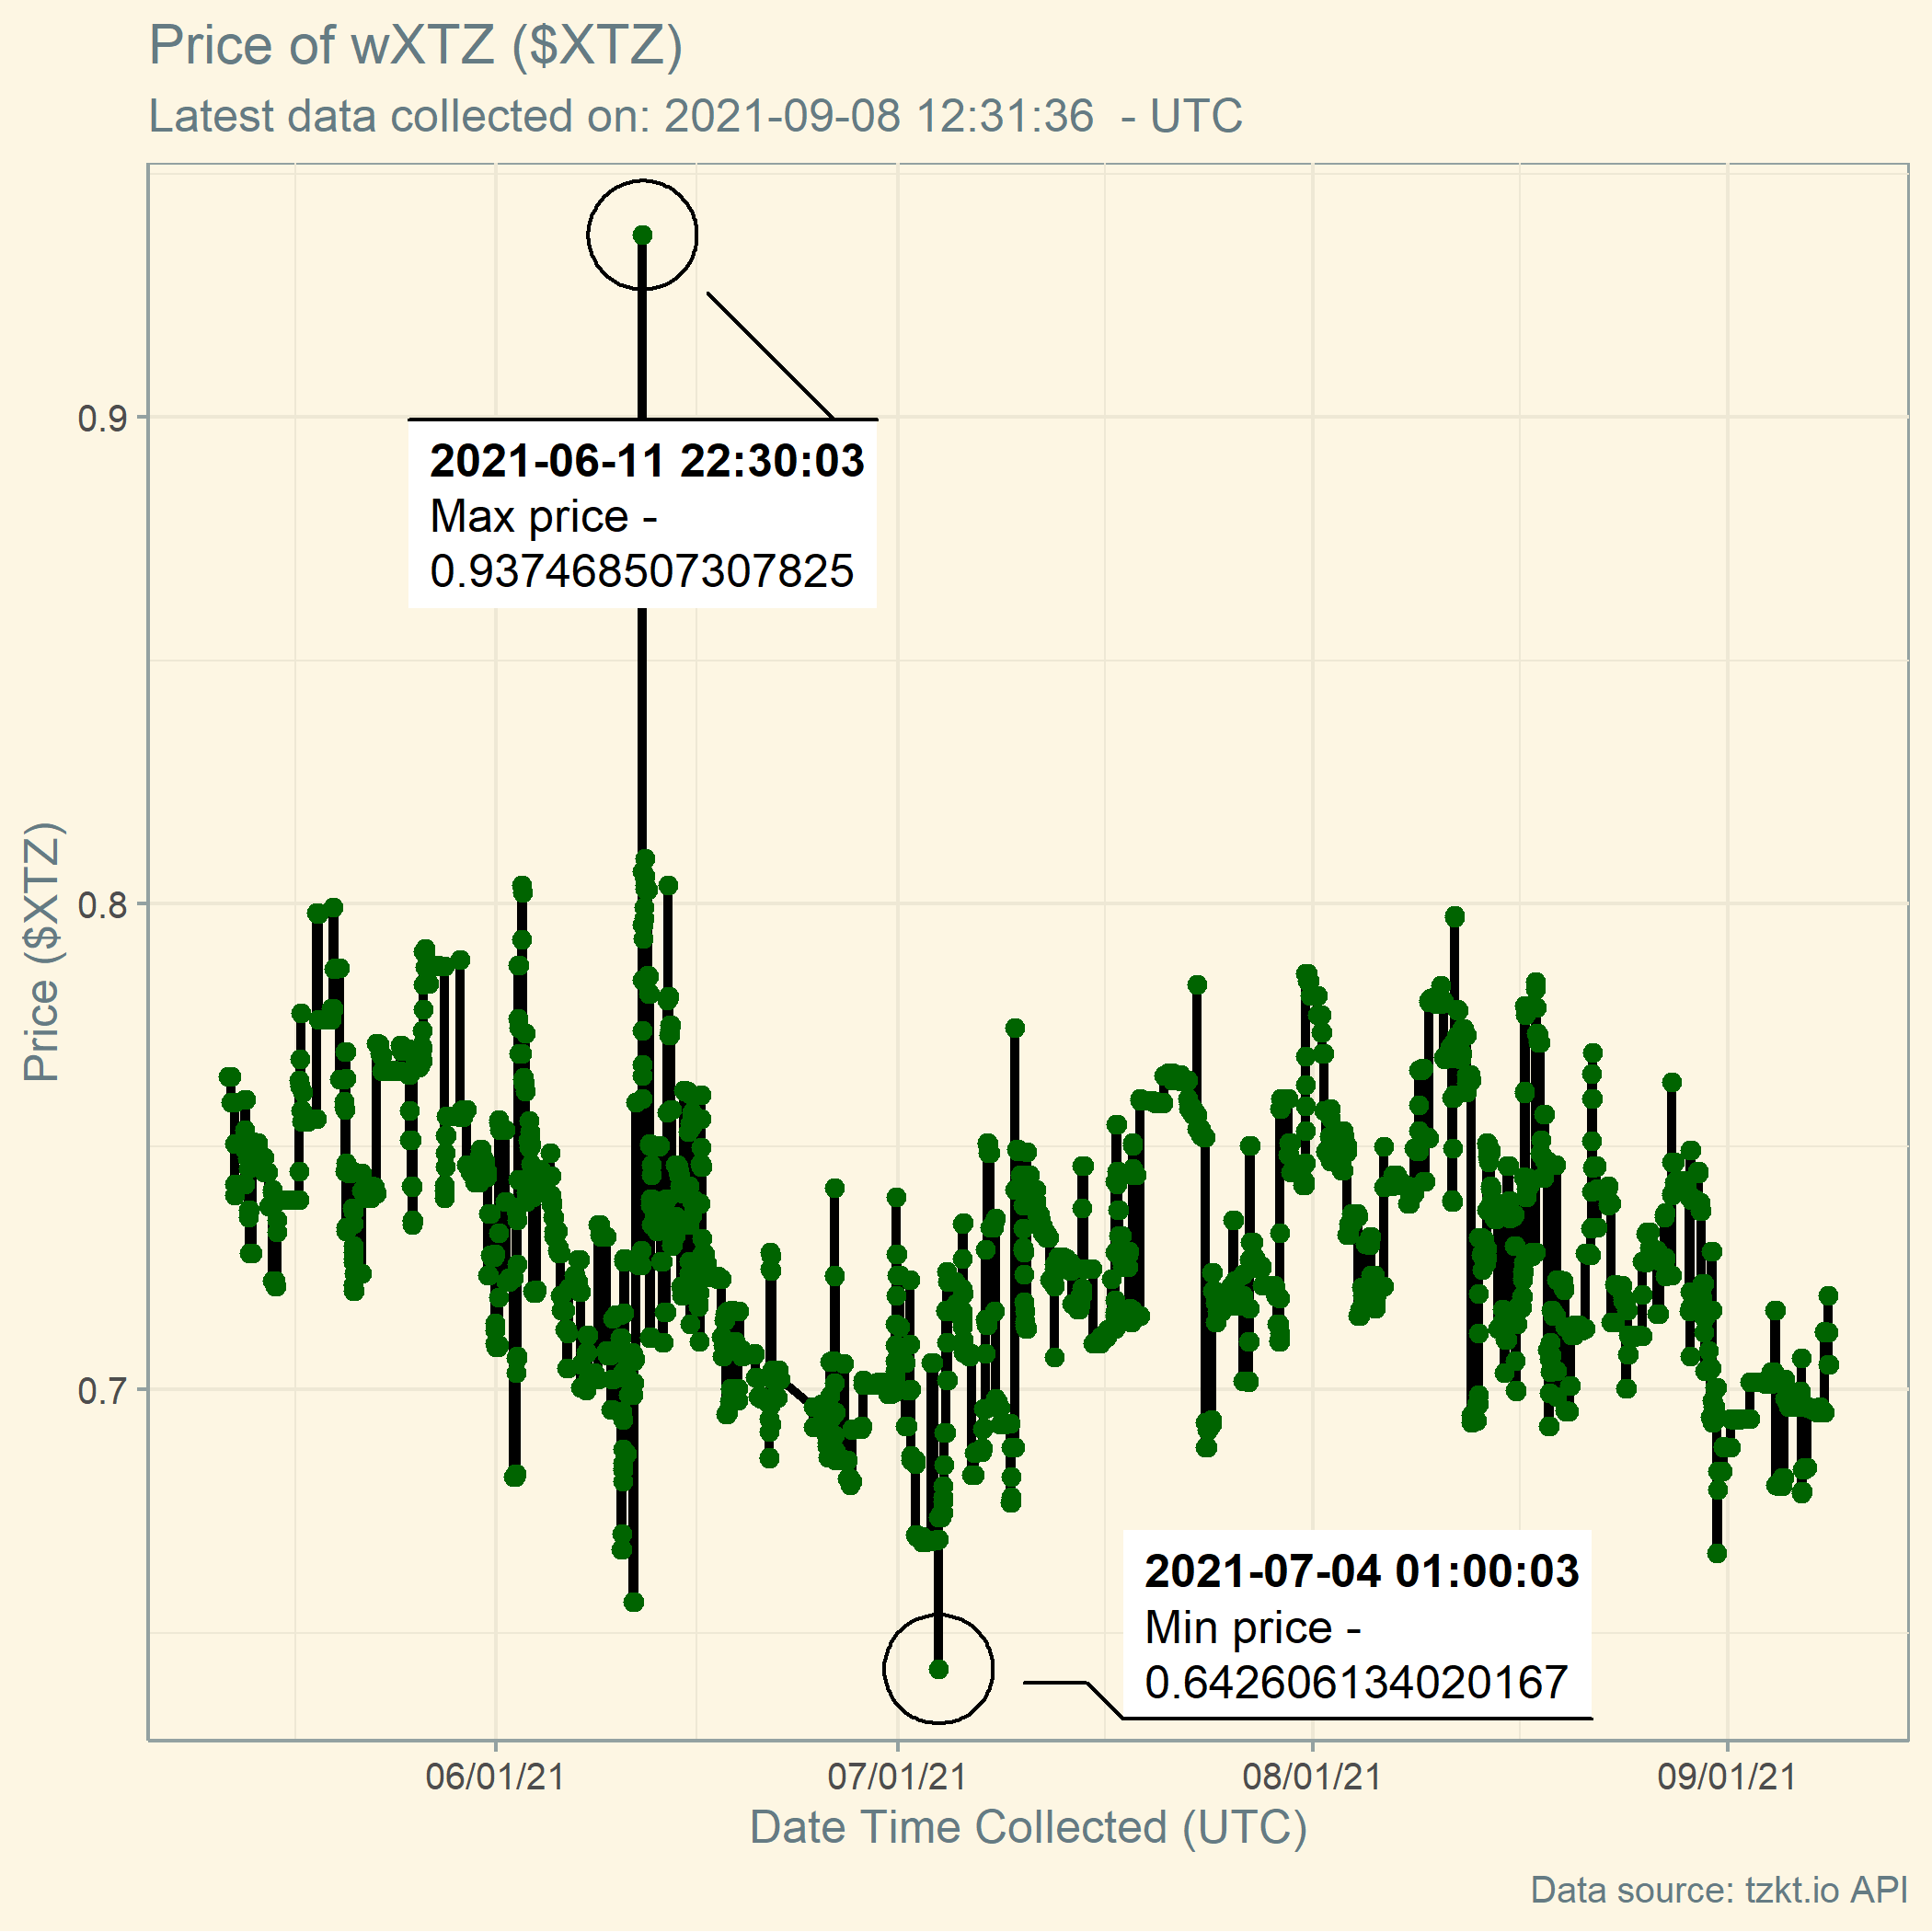 Price of wXTZ ($XTZ)
Latest data collected on: 2021-09-08 12:31:36  - UTC
2021-06-11 22:30:03
Max price -
0.937468507307825
0.9
0.8
0.7
Price ($XTZ)
2021-07-04 01:00:03
Min price -
0.642606134020167
06/01/21
07/01/21
08/01/21
09/01/21
Date Time Collected (UTC)
Data source: tzkt.io API